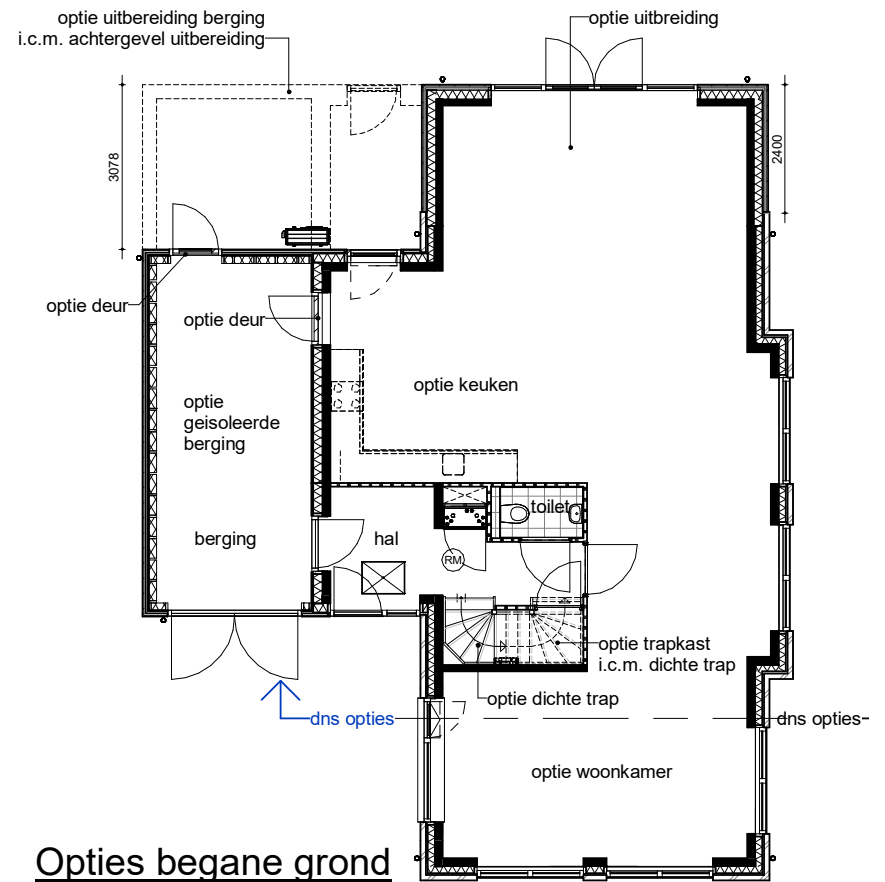 optie uitbereiding berging
i.c.m. achtergevel uitbereiding
optie uitbreiding
3078
2400
optie deur
optie deur
optie keuken
optie
geisoleerde
berging
toilet
berging
hal
RM
optie trapkast
i.c.m. dichte trap
optie dichte trap
dns opties
dns opties
optie woonkamer
Opties begane grond